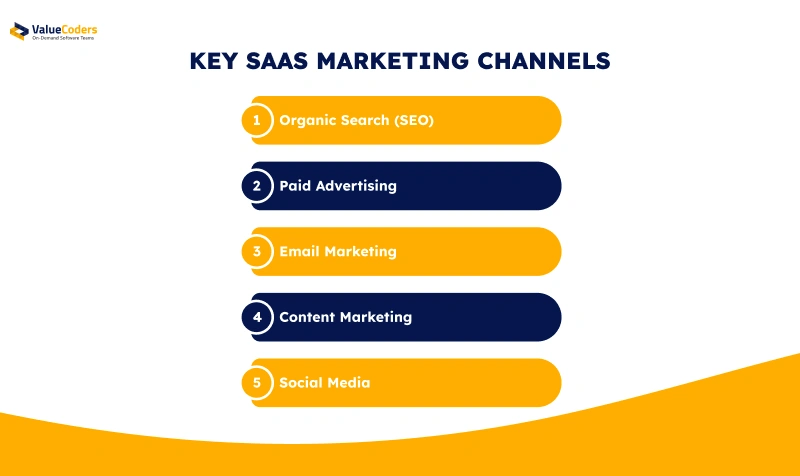 ValueCoders
On-Demand Software Teams
KEY SAAS MARKETING CHANNELS
1 Organic Search (SEO)
2 Paid Advertising
3 Email Marketing
4 Content Marketing
5 Social Media